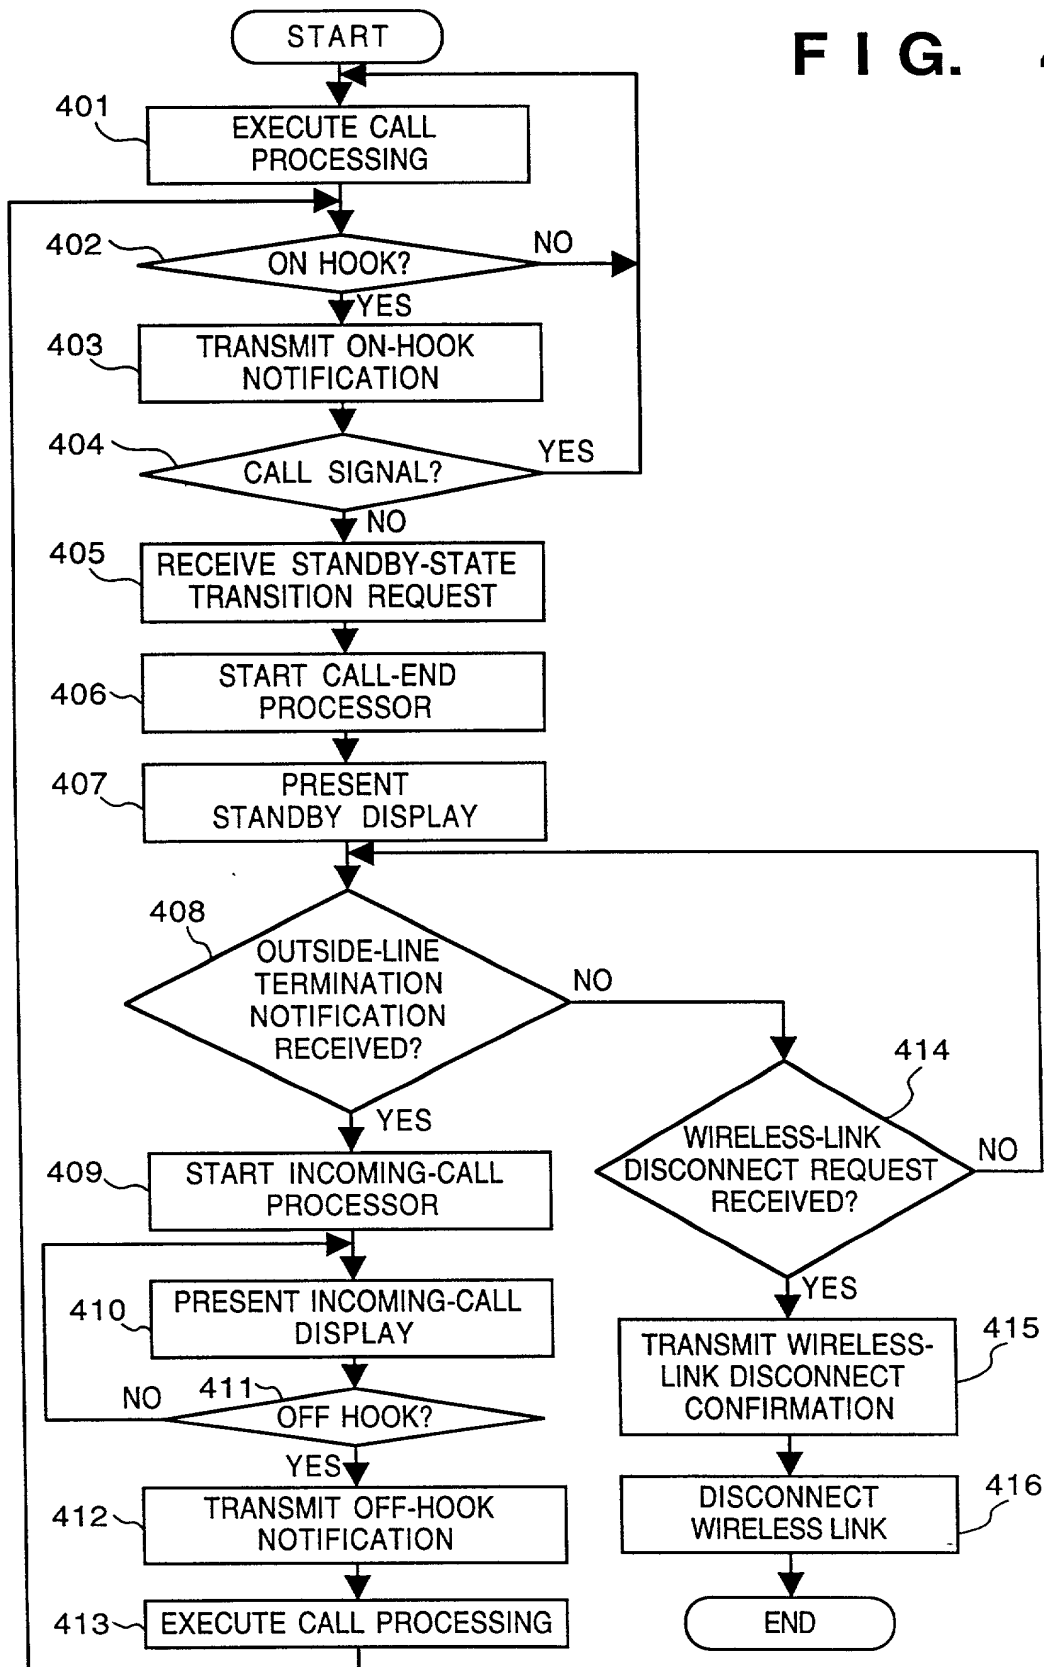 START
FIG.
401
EXECUTE CALL
PROCESSING
402
ON HOOK?
NO
YES
403
TRANSMIT ON-HOOK
NOTIFICATION
404
CALL SIGNAL?
YES
NO
405
RECEIVE STANDBY-STATE
TRANSITION REQUEST
406
START CALL-END
PROCESSOR
407
PRESENT
STANDBY DISPLAY
408
OUTSIDE-LINE
TERMINATION
NOTIFICATION
RECEIVED?
NO
YES
414
WIRELESS-LINK
DISCONNECT REQUEST
RECEIVED?
NO
YES
409
START INCOMING-CALL
PROCESSOR
410
PRESENT INCOMING-CALL
DISPLAY
411
OFF HOOK?
NO
YES
412
TRANSMIT OFF-HOOK
NOTIFICATION
413
EXECUTE CALL PROCESSING
415
TRANSMIT WIRELESS-
LINK DISCONNECT
CONFIRMATION
416
DISCONNECT
WIRELESS LINK
END